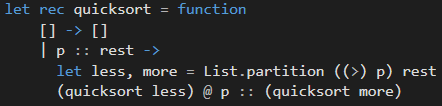 let rec quicksort = function
    [] -> []
    | p :: rest ->
      let less, more = List.partition ((>) p) rest
      (quicksort less) @ p :: (quicksort more)